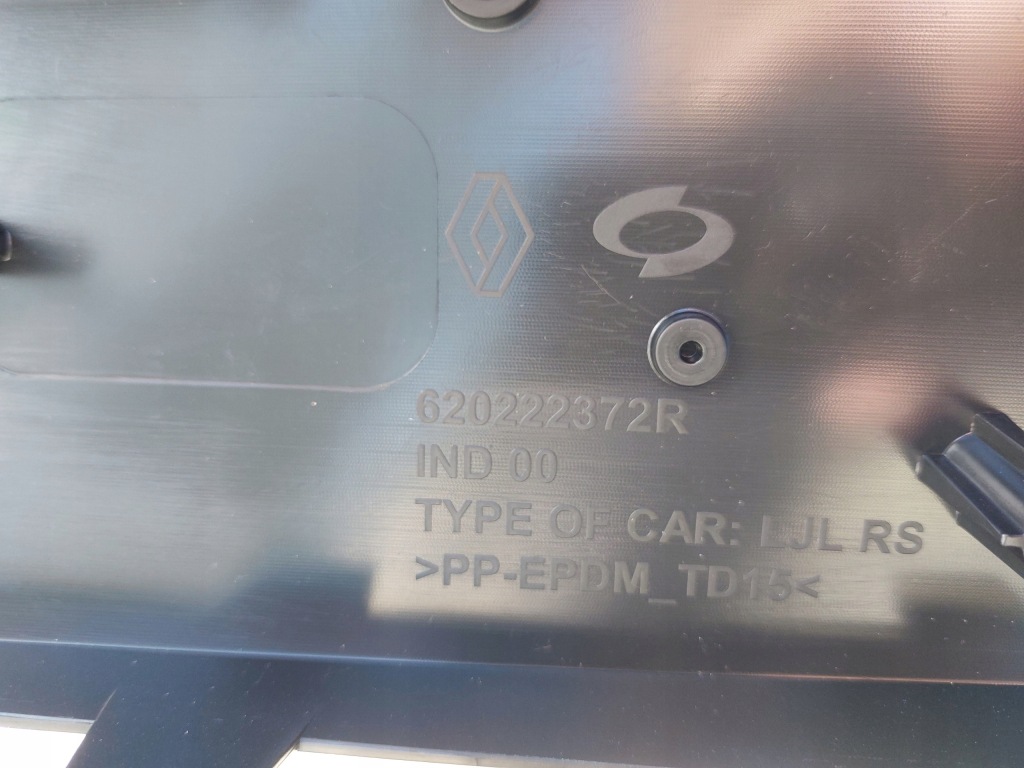 620222372R
IND 00
TYPE OF CAR: LJL RS
>PP-EPDM_TD15<